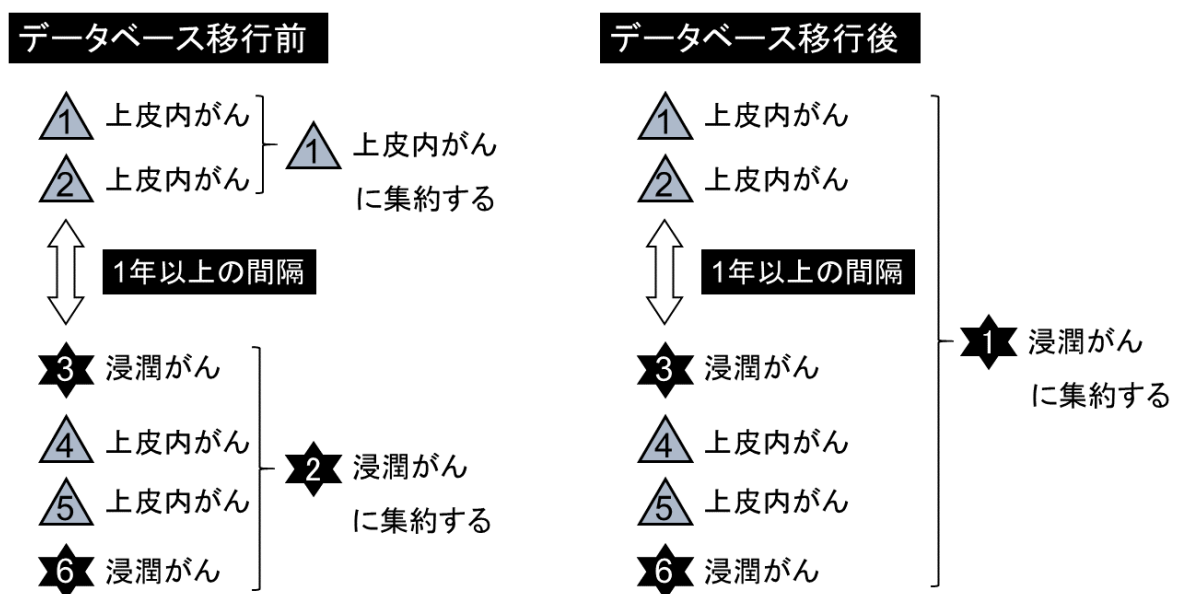 データベース移行前
1 上皮内がん
2 上皮内がん
1 上皮内がん
に集約する
1年以上の間隔
3 浸潤がん
4 上皮内がん
5 上皮内がん
6 浸潤がん
2 浸潤がん
に集約する
データベース移行後
1 上皮内がん
2 上皮内がん
1年以上の間隔
3 浸潤がん
4 上皮内がん
5 上皮内がん
6 浸潤がん
1 浸潤がん
に集約する